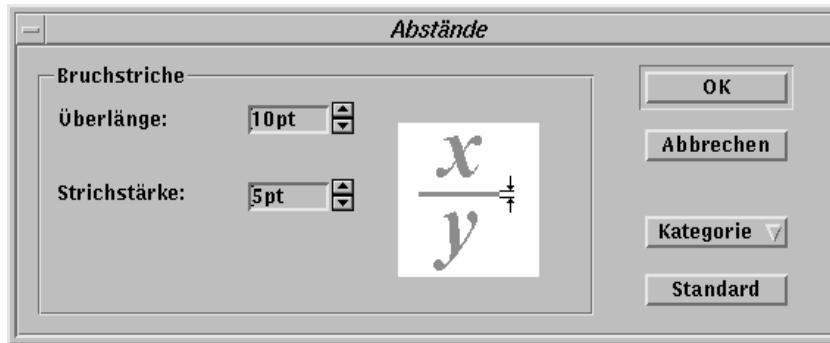 Abstände
Bruchstriche
Überlänge:
10pt
Strichstärke:
5pt
x
y
OK
Abbrechen
Kategorie
Standard